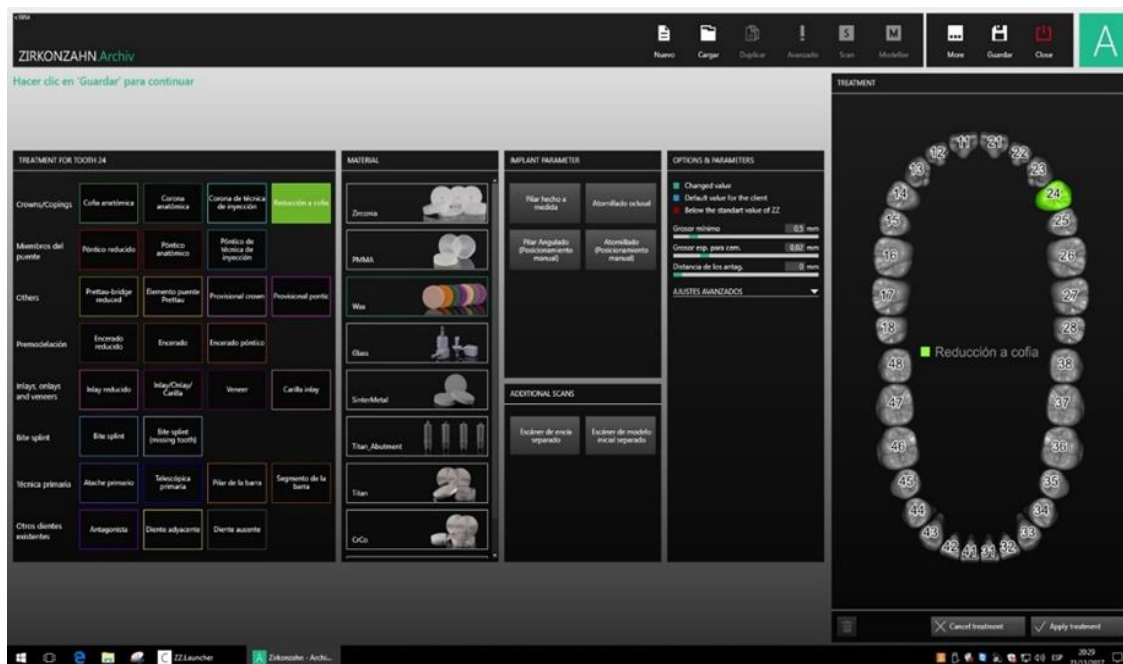 v.3954
ZIRKONZAHN.Archiv
Nuevo
Cargar
Duplicar
Avanzado
S
Scan
M
Modellier
More
Guardar
Close
A
Hacer clic en 'Guardar' para continuar
TREATMENT FOR TOOTH 24
Crowns/Copings
Cofia anatómica
Corona
anatómica
Corona de técnica
de inyección
Reducción a cofia
Miembros del
puente
Póntico reducido
Póntico
anatómico
Póntico de
técnica de
inyección
Others
Prettau-bridge
reduced
Elemento puente
Prettau
Provisional crown
Provisional pontic
Premodelación
Encerado
reducido
Encerado
Encerado póntico
Inlays, onlays
and veneers
Inlay reducido
Inlay/Onlay/
Carilla
Veneer
Carilla inlay
Bite splint
Bite splint
Bite splint
(missing tooth)
Técnica primaria
Atache primario
Telescópica
primaria
Pilar de la barra
Segmento de la
barra
Otros dientes
existentes
Antagonista
Diente adyacente
Diente ausente
MATERIAL
Zirconia
PMMA
Wax
Glass
SinterMetal
Titan_Abutment
Titan
CrCo
IMPLANT PARAMETER
Pilar hecho a
medida
Atornillado oclusal
Pilar Angulado
(Posicionamiento
manual)
Atornillado
(Posicionamiento
manual)
ADDITIONAL SCANS
Escáner de encía
separado
Escáner de modelo
inicial separado
OPTIONS & PARAMETERS
Changed value
Default value for the client
Below the standart value of ZZ
Grosor mínimo 0,5 mm
Grosor esp. para cem. 0,02 mm
Distancia de los antag. 0 mm
AJUSTES AVANZADOS
TREATMENT
11 21
12 22
13 23
14 24
15 25
16 26
17 27
18 28
Reducción a cofia
48 38
47 37
46 36
45 35
44 34
43 33
42 41 31 32
Cancel treatment
Apply treatment
ZZ.Launcher
Zirkonzahn - Archi...
ESP
20:29